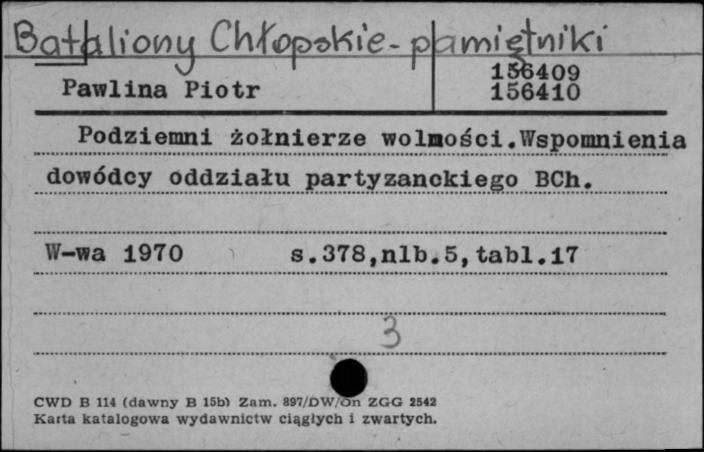 Bataliony Chłopskie - pamiętniki
156409
Pawlina Piotr
156410
Podziemni żołnierze wolności.Wspomnienia
dowódcy oddziału partyzanckiego BCh.
W-wa 1970 s.378,nlb.5,tabl.17
3
CWD B 114 (dawny B 15b) Zam. 897/DW/On ZGG 2542
Karta katalogowa wydawnictw ciągłych i zwartych.